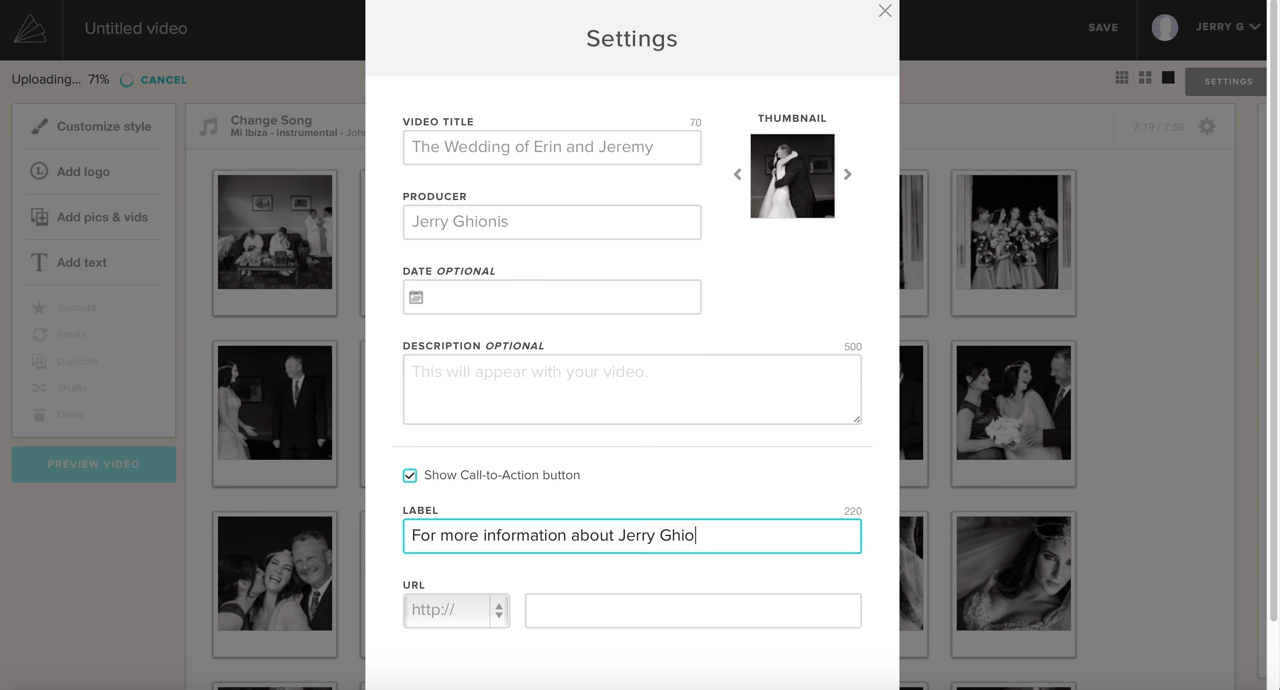 Untitled video
SAVE
JERRY G
Uploading... 71% CANCEL
SETTINGS
Customize style
Add logo
Add pics & vids
Add text
Spotlight
Rotate
Duplicate
Shuffle
Delete
PREVIEW VIDEO
Change Song
Mi Ibiza - instrumental - John
7:19 / 7:56
Settings
VIDEO TITLE 70
The Wedding of Erin and Jeremy
THUMBNAIL
PRODUCER
Jerry Ghionis
DATE OPTIONAL
DESCRIPTION OPTIONAL 500
This will appear with your video.
Show Call-to-Action button
LABEL 220
For more information about Jerry Ghio
URL
http://